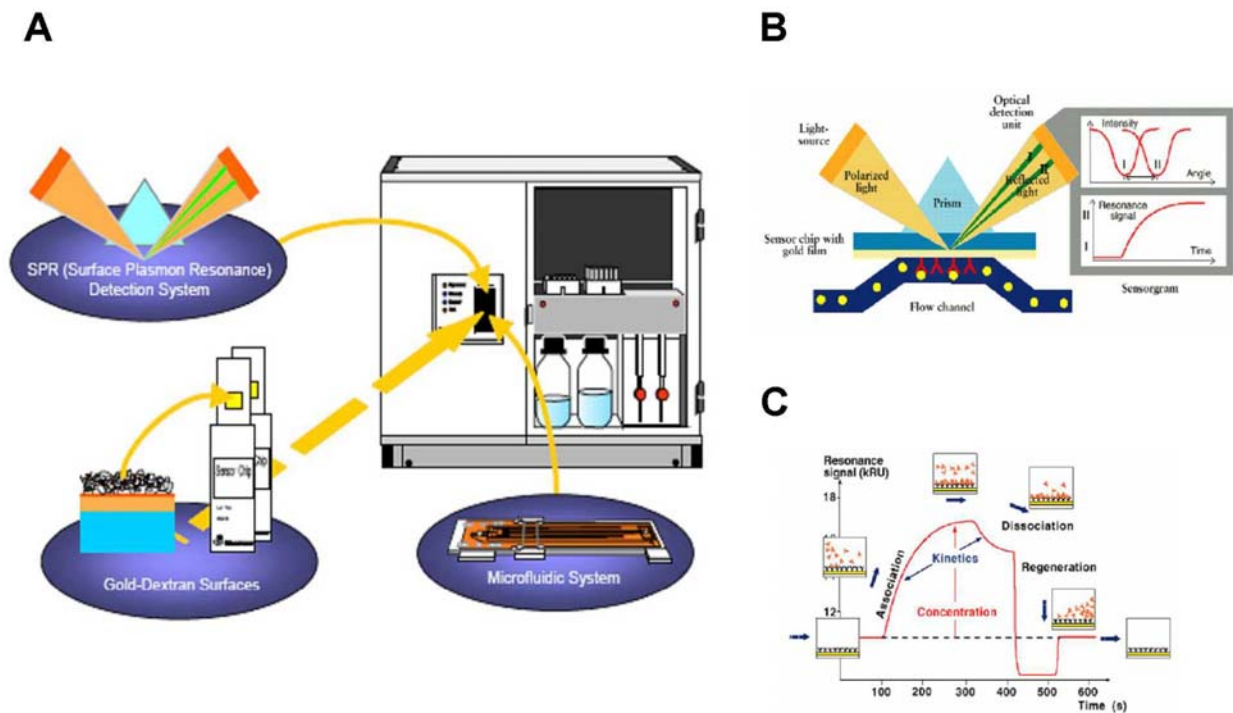 A
SPR (Surface Plasmon Resonance)
Detection System
Sensor Chip
Gold-Dextran Surfaces
Microfluidic System
B
Light-
source
Optical
detection
unit
Polarized
light
Prism
I
II
Reflected
light
Sensor chip with
gold film
Flow channel
Intensity
I
II
Angle
Resonance
signal
II
I
Time
Sensorgram
C
Resonance
signal (kRU)
18
Association
Kinetics
Dissociation
Regeneration
Concentration
12
100 200 300 400 500 600
Time (s)